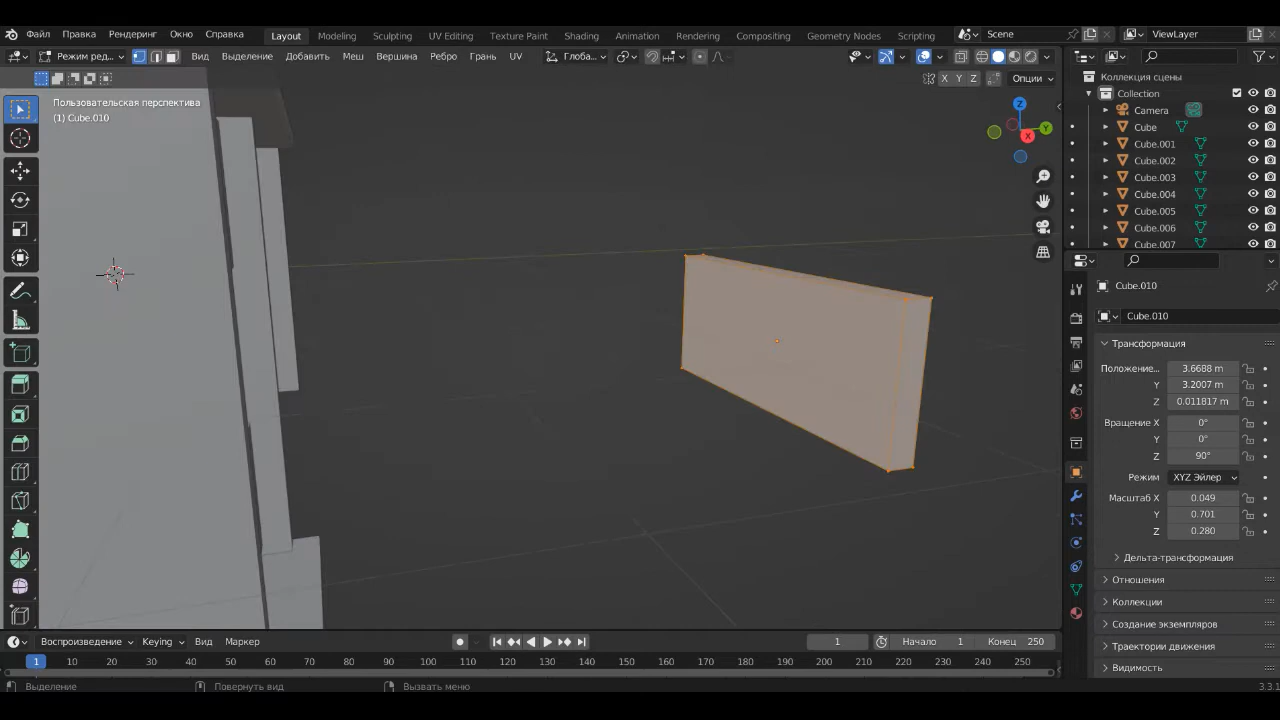 Файл Правка Рендеринг Окно Справка Layout Modeling Sculpting UV Editing Texture Paint Shading Animation Rendering Compositing Geometry Nodes Scripting Scene ViewLayer
Режим ред... Вид Выделение Добавить Меш Вершина Ребро Грань UV Глоба...
X Y Z Опции
Пользовательская перспектива
(1) Cube.010
Z
Y
X
Коллекция сцены
Collection
Camera
Cube
Cube.001
Cube.002
Cube.003
Cube.004
Cube.005
Cube.006
Cube.007
Cube.010
Cube.010
Трансформация
Положение... 3.6688 m
Y 3.2007 m
Z 0.011817 m
Вращение X 0°
Y 0°
Z 90°
Режим XYZ Эйлер
Масштаб X 0.049
Y 0.701
Z 0.280
Дельта-трансформация
Отношения
Коллекции
Создание экземпляров
Траектории движения
Видимость
Воспроизведение Keying Вид Маркер 1 Начало 1 Конец 250
1 10 20 30 40 50 60 70 80 90 100 110 120 130 140 150 160 170 180 190 200 210 220 230 240 250
Выделение Повернуть вид Вызвать меню 3.3.1